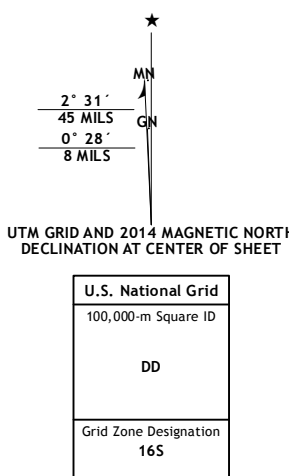 MN
2° 31´
45 MILS
GN
0° 28´
8 MILS
UTM GRID AND 2014 MAGNETIC NORTH
DECLINATION AT CENTER OF SHEET
U.S. National Grid
100,000-m Square ID
DD
Grid Zone Designation
16S